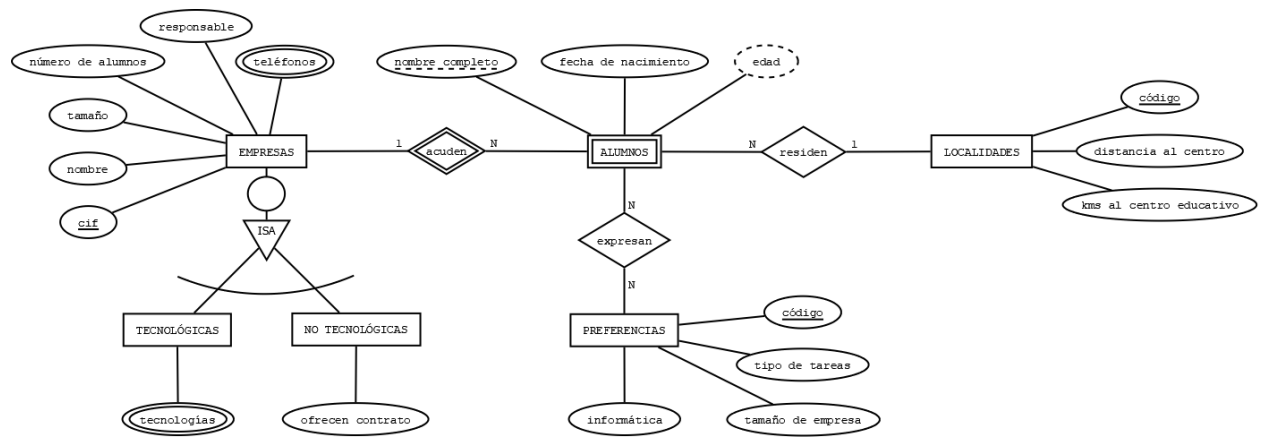 responsable
número de alumnos
teléfonos
nombre completo
fecha de nacimiento
edad
código
tamaño
EMPRESAS
1
acuden
N
ALUMNOS
N
residen
1
LOCALIDADES
distancia al centro
nombre
kms al centro educativo
cif
ISA
N
expresan
N
TECNOLÓGICAS
NO TECNOLÓGICAS
PREFERENCIAS
código
tipo de tareas
tecnologías
ofrecen contrato
informática
tamaño de empresa